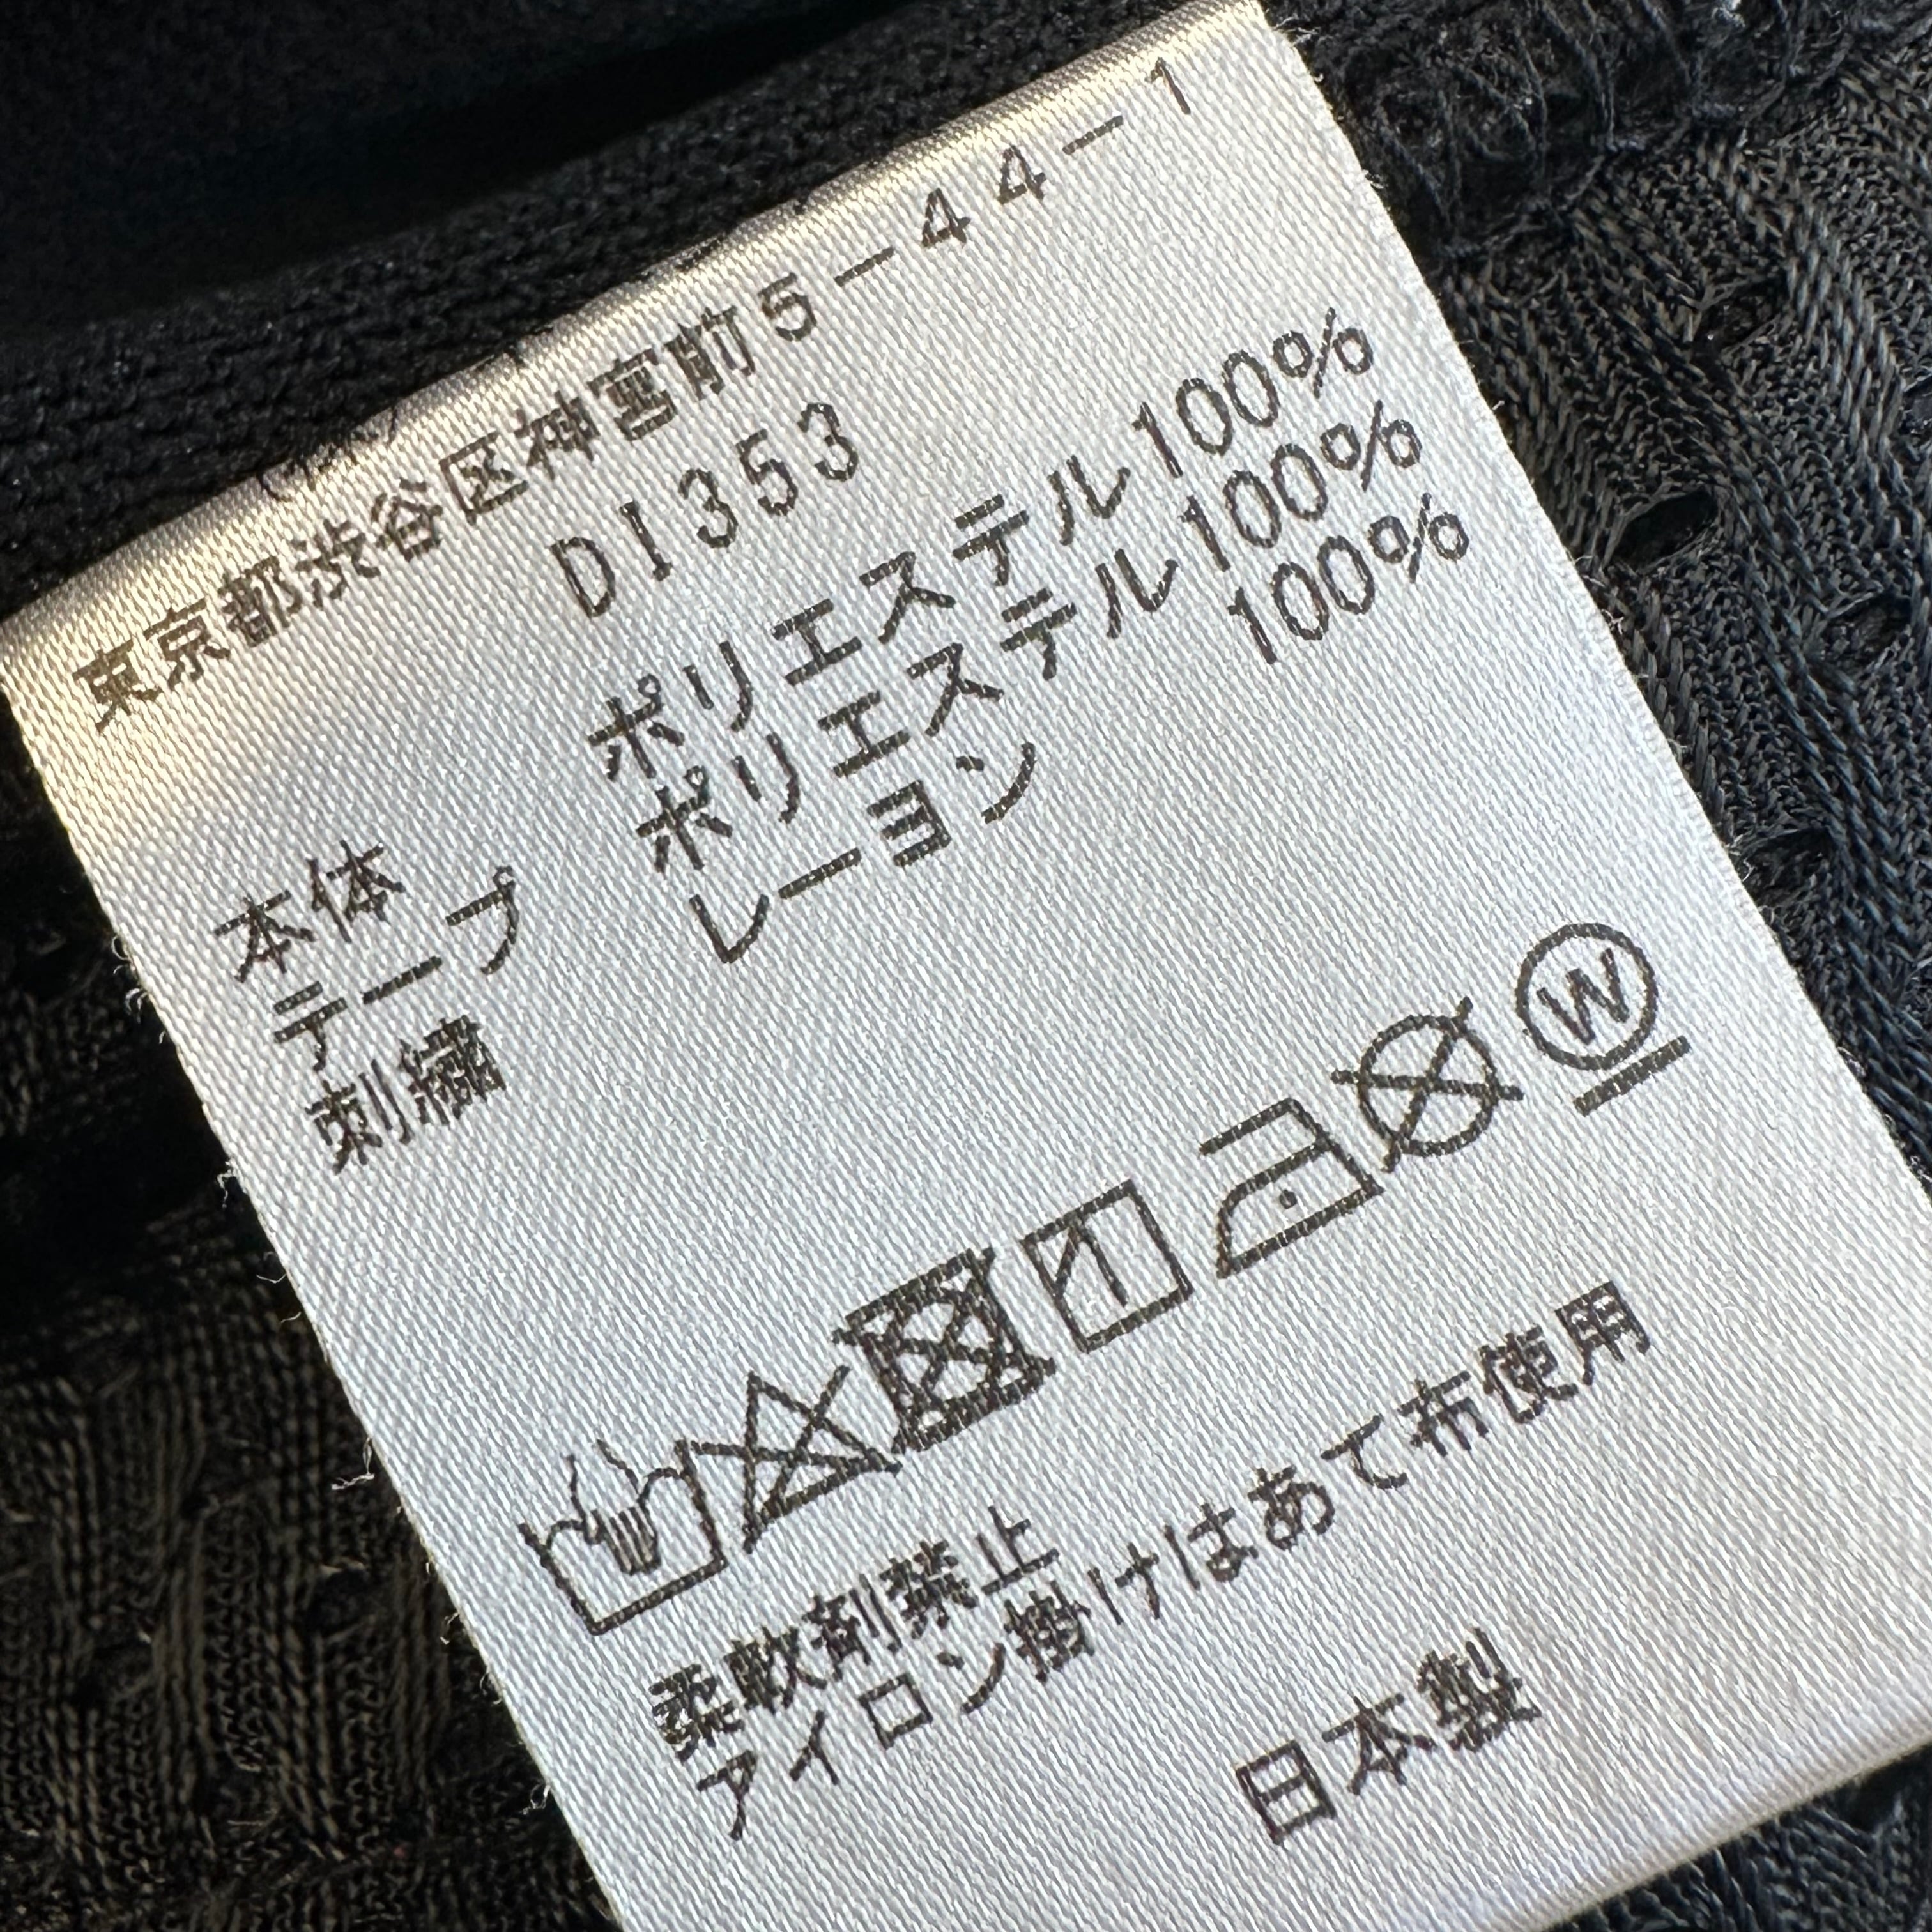 東京都渋谷区神宮前5-44-1
D1353
本体 ポリエステル100%
テープ ポリエステル100%
刺繍 レーヨン 100%
W
柔軟剤禁止
アイロン掛けはあて布使用
日本製